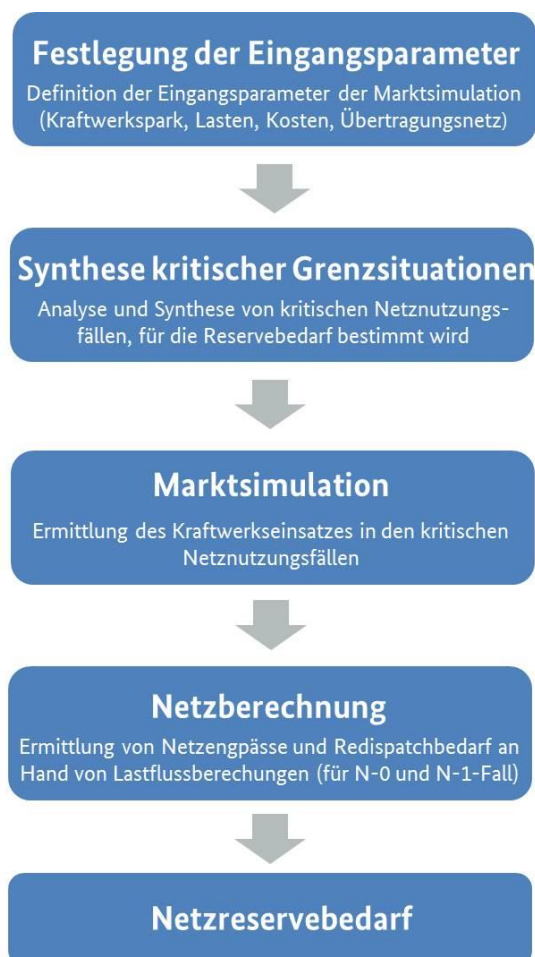 Festlegung der Eingangsparameter
Definition der Eingangsparameter der Marktsimulation
(Kraftwerkspark, Lasten, Kosten, Übertragungsnetz)
Synthese kritischer Grenzsituationen
Analyse und Synthese von kritischen Netznutzungs-
fällen, für die Reservebedarf bestimmt wird
Marktsimulation
Ermittlung des Kraftwerkseinsatzes in den kritischen
Netznutzungsfällen
Netzberechnung
Ermittlung von Netzengpässe und Redispatchbedarf an
Hand von Lastflussberechungen (für N-0 und N-1-Fall)
Netzreservebedarf